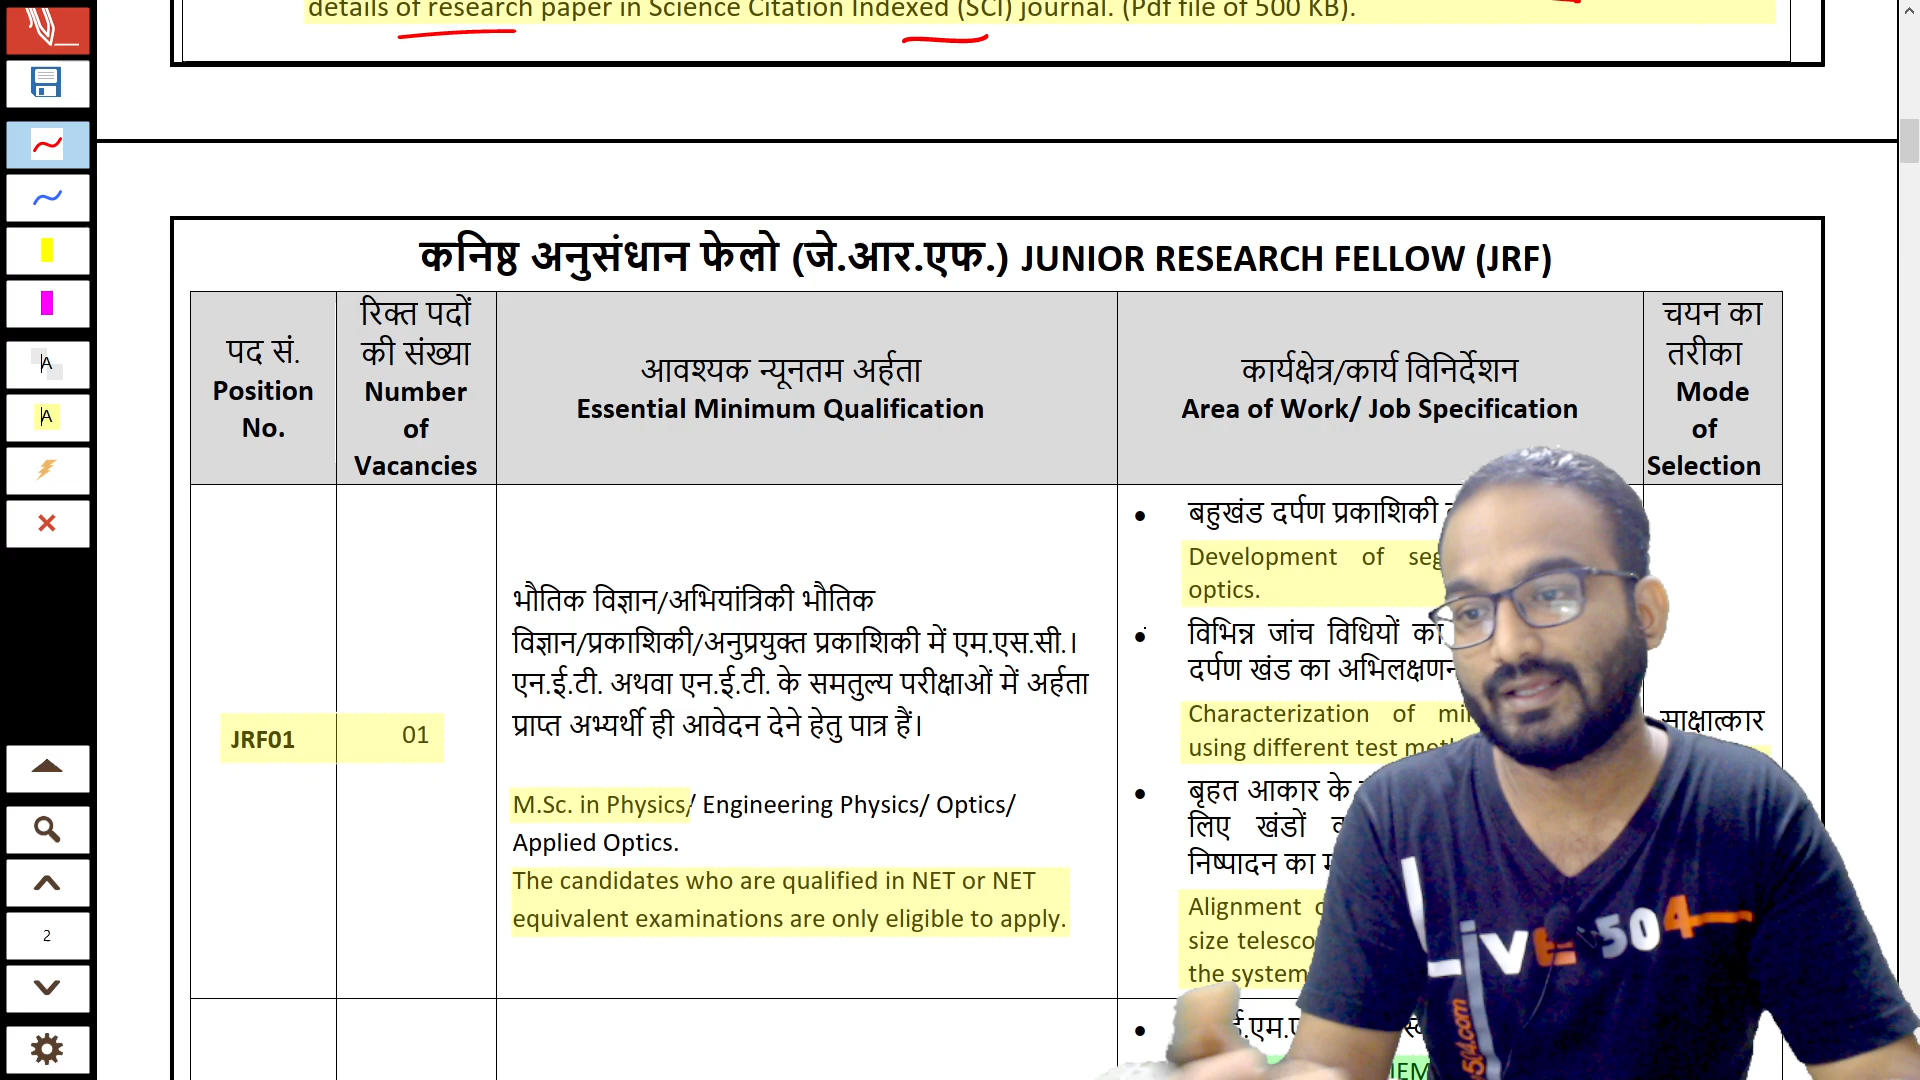 details of research paper in Science Citation Indexed (SCI) journal. (Pdf file of 500 KB).
कनिष्ठ अनुसंधान फेलो (जे.आर.एफ.) JUNIOR RESEARCH FELLOW (JRF)
पद सं.
Position
No.
रिक्त पदों
की संख्या
Number
of
Vacancies
आवश्यक न्यूनतम अर्हता
Essential Minimum Qualification
कार्यक्षेत्र/कार्य विनिर्देशन
Area of Work/ Job Specification
चयन का
तरीका
Mode
of
Selection
JRF01
01
भौतिक विज्ञान/अभियांत्रिकी भौतिक
विज्ञान/प्रकाशिकी/अनुप्रयुक्त प्रकाशिकी में एम.एस.सी.।
एन.ई.टी. अथवा एन.ई.टी. के समतुल्य परीक्षाओं में अर्हता
प्राप्त अभ्यर्थी ही आवेदन देने हेतु पात्र हैं।
M.Sc. in Physics/ Engineering Physics/ Optics/
Applied Optics.
The candidates who are qualified in NET or NET
equivalent examinations are only eligible to apply.
• बहुखंड दर्पण प्रकाशिकी
Development of
optics.
• विभिन्न जांच विधियों
दर्पण खंड का
Characterization of
using different test
• बृहत आकार के
लिए खंडों
निष्पादन का
Alignment
size
the system
साक्षात्कार
Live 504
2
A
A